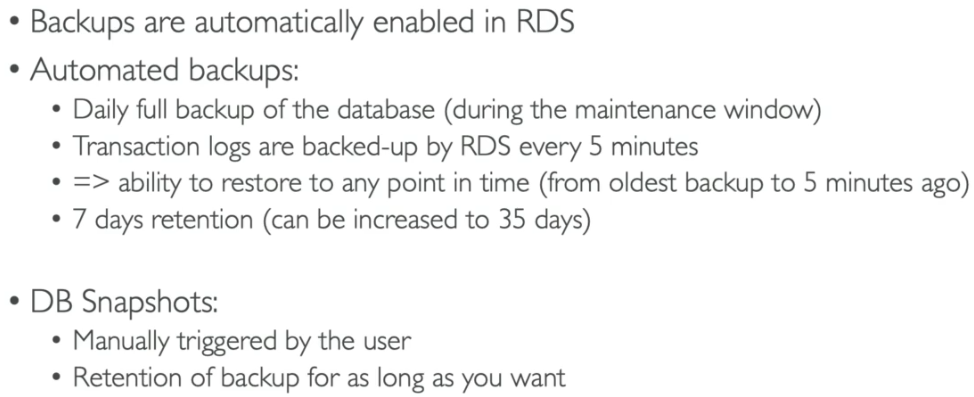 • Backups are automatically enabled in RDS
• Automated backups:
• Daily full backup of the database (during the maintenance window)
• Transaction logs are backed-up by RDS every 5 minutes
• => ability to restore to any point in time (from oldest backup to 5 minutes ago)
• 7 days retention (can be increased to 35 days)
• DB Snapshots:
• Manually triggered by the user
• Retention of backup for as long as you want